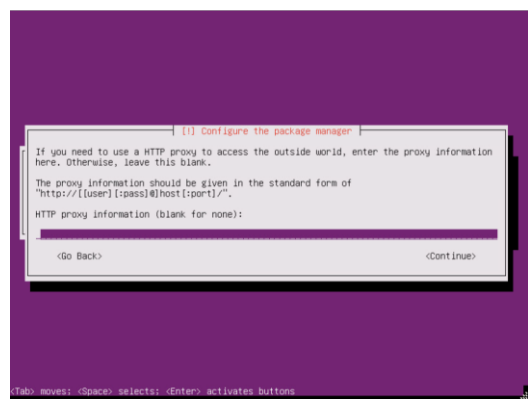 [!] Configure the package manager
If you need to use a HTTP proxy to access the outside world, enter the proxy information
here. Otherwise, leave this blank.
The proxy information should be given in the standard form of
"http://[[user][:pass]@]host[:port]/".
HTTP proxy information (blank for none):
<Go Back>
<Continue>
<Tab> moves; <Space> selects; <Enter> activates buttons